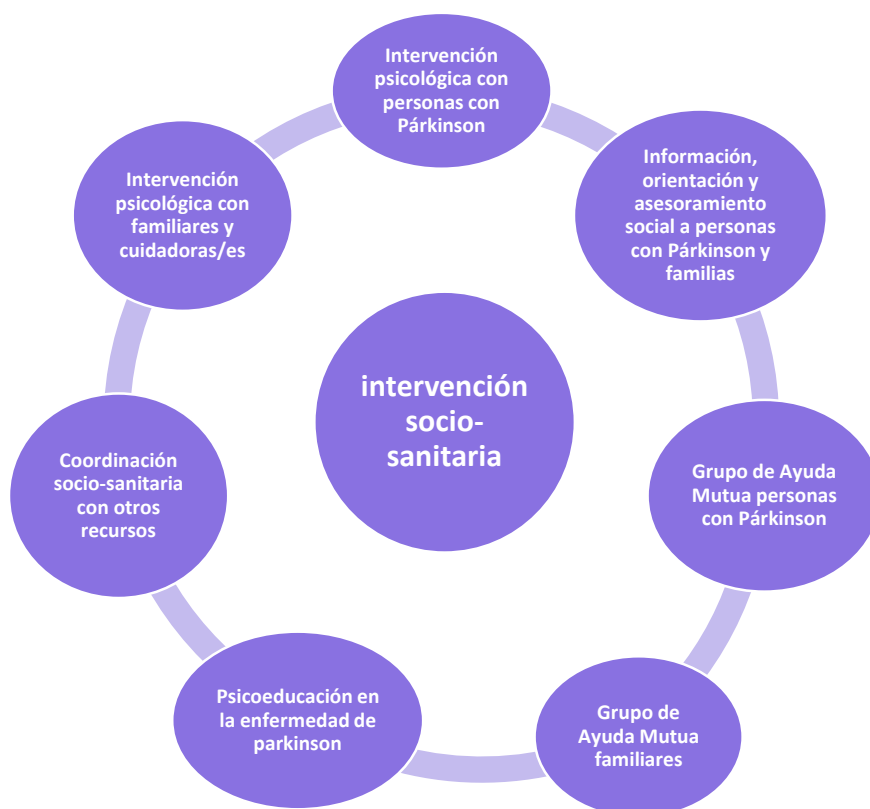 Intervención
psicológica con
personas con
Párkinson
Información,
orientación y
asesoramiento
social a personas
con Párkinson y
familias
Grupo de Ayuda
Mutua personas
con Párkinson
Grupo de
Ayuda Mutua
familiares
Psicoeducación en
la enfermedad de
parkinson
Coordinación
socio-sanitaria
con otros
recursos
Intervención
psicológica con
familiares y
cuidadoras/es
intervención
socio-
sanitaria